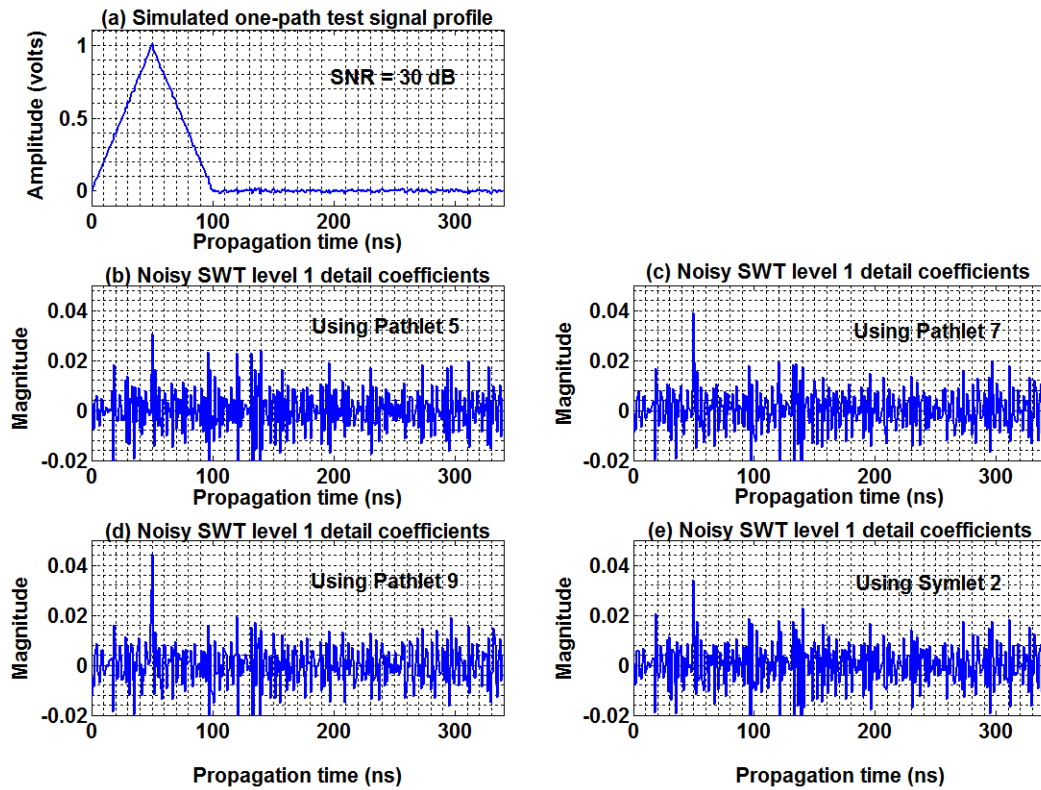 (a) Simulated one-path test signal profile
Amplitude (volts)
1
0.5
0
SNR = 30 dB
0 100 200 300
Propagation time (ns)
(b) Noisy SWT level 1 detail coefficients
Magnitude
0.04
0.02
0
-0.02
Using Pathlet 5
0 100 200 300
Propagation time (ns)
(c) Noisy SWT level 1 detail coefficients
Magnitude
0.04
0.02
0
-0.02
Using Pathlet 7
0 100 200 300
Propagation time (ns)
(d) Noisy SWT level 1 detail coefficients
Magnitude
0.04
0.02
0
-0.02
Using Pathlet 9
0 100 200 300
Propagation time (ns)
(e) Noisy SWT level 1 detail coefficients
Magnitude
0.04
0.02
0
-0.02
Using Symlet 2
0 100 200 300
Propagation time (ns)